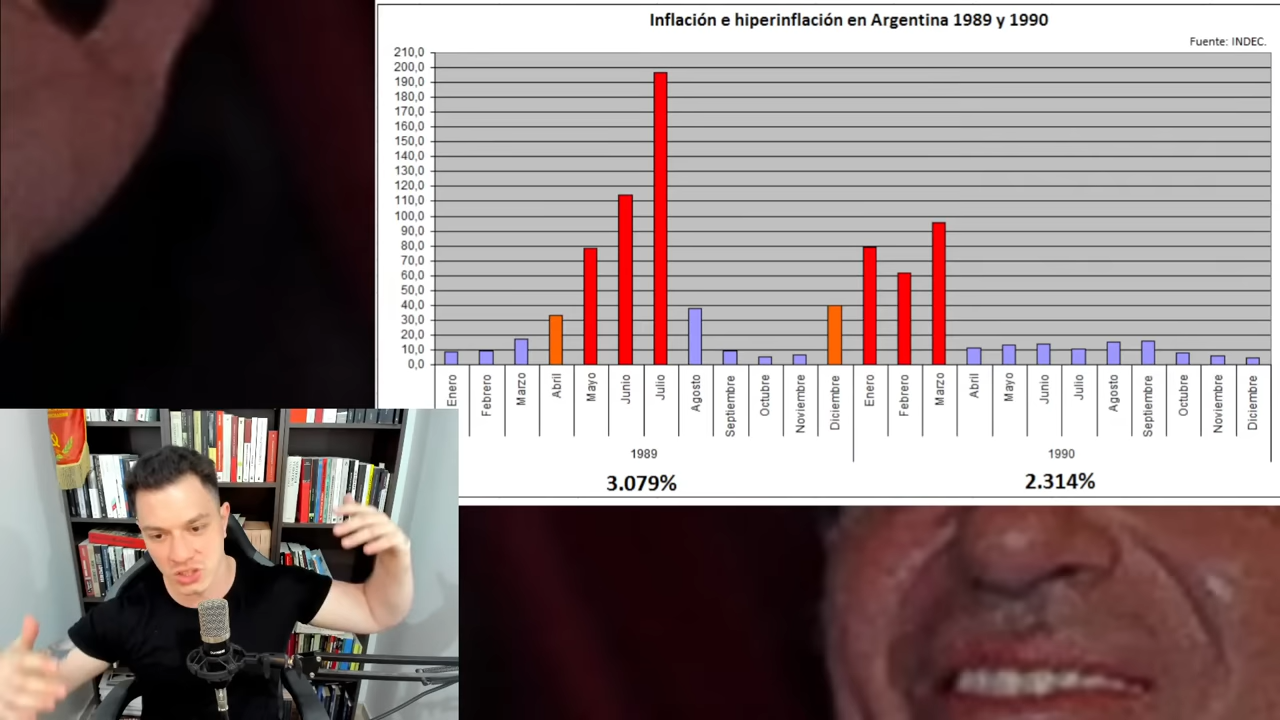 Inflación e hiperinflación en Argentina 1989 y 1990
Fuente: INDEC.
210,0
200,0
190,0
180,0
170,0
160,0
150,0
140,0
130,0
120,0
110,0
100,0
90,0
80,0
70,0
60,0
50,0
40,0
30,0
20,0
10,0
0,0
Enero
Febrero
Marzo
Abril
Mayo
Junio
Julio
Agosto
Septiembre
Octubre
Noviembre
Diciembre
Enero
Febrero
Marzo
Abril
Mayo
Junio
Julio
Agosto
Septiembre
Octubre
Noviembre
Diciembre
1989
1990
3.079%
2.314%